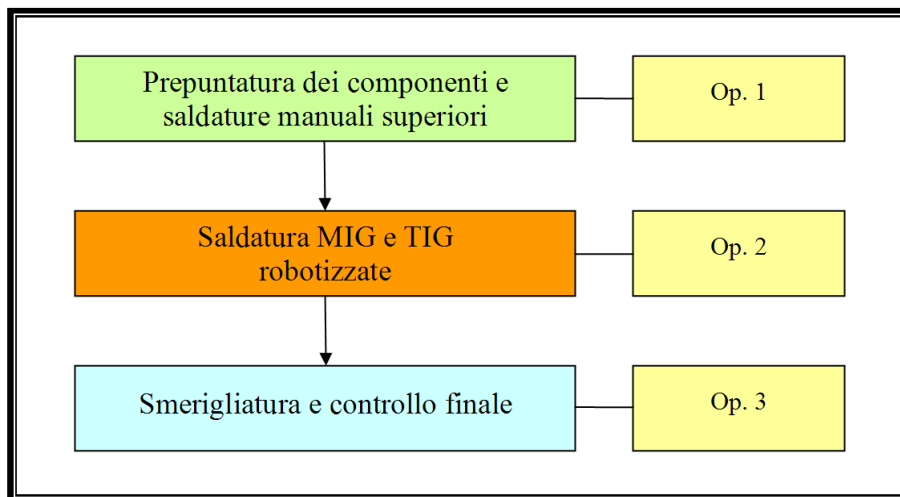 Prepuntatura dei componenti e
saldature manuali superiori
Op. 1
Saldatura MIG e TIG
robotizzate
Op. 2
Smerigliatura e controllo finale
Op. 3